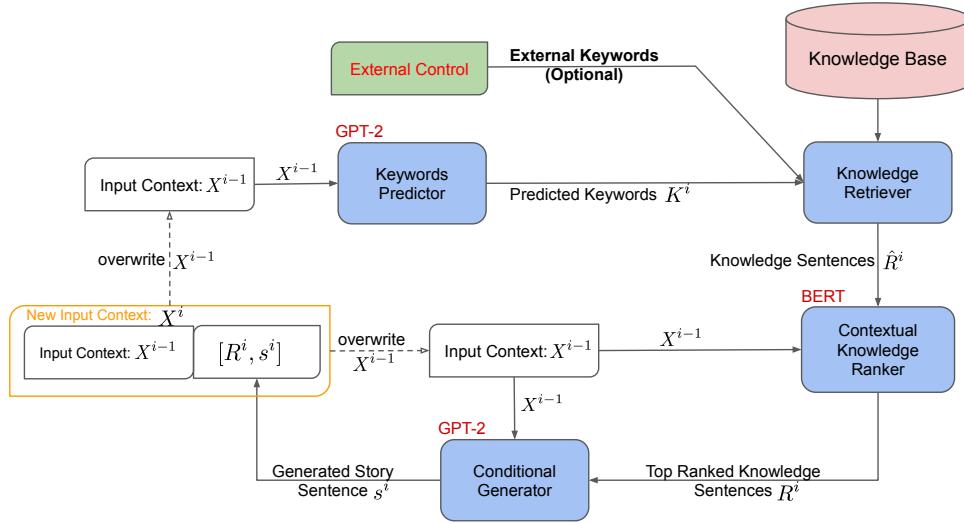 External Control
External Keywords
(Optional)
Knowledge Base
GPT-2
Input Context: $X^{i-1}$
$X^{i-1}$
Keywords
Predictor
Predicted Keywords $K^i$
Knowledge
Retriever
overwrite $X^{i-1}$
Knowledge Sentences $\hat{R}^i$
BERT
New Input Context: $X^i$
Input Context: $X^{i-1}$
$[R^i, s^i]$
overwrite
$X^{i-1}$
Input Context: $X^{i-1}$
$X^{i-1}$
Contextual
Knowledge
Ranker
$X^{i-1}$
GPT-2
Generated Story
Sentence $s^i$
Conditional
Generator
Top Ranked Knowledge
Sentences $R^i$